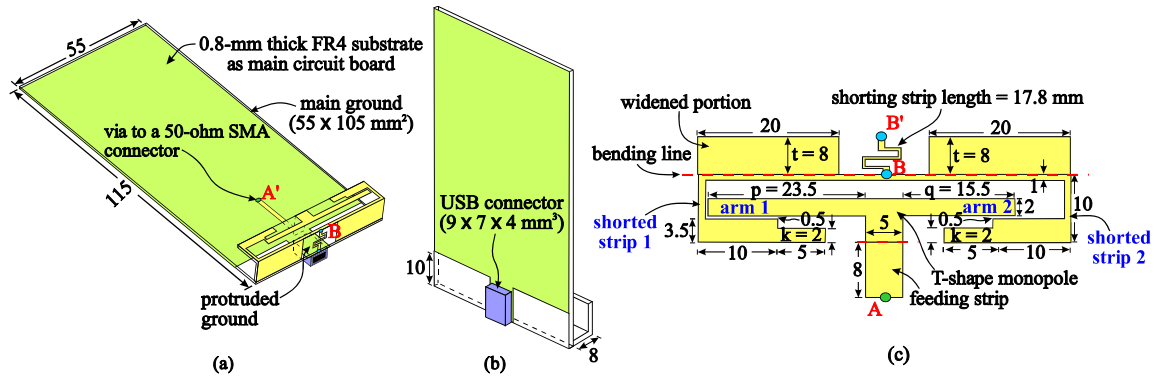 55
0.8-mm thick FR4 substrate
as main circuit board
main ground
(55 x 105 mm²)
via to a 50-ohm SMA
connector
A'
115
B
protruded
ground
(a)
USB connector
(9 x 7 x 4 mm³)
10
8
(b)
widened portion
shorting strip length = 17.8 mm
B'
20
20
bending line
t = 8
t = 8
B
1
p = 23.5
q = 15.5
arm 1
arm 2
2
10
shorted
strip 1
0.5
0.5
5
3.5
k = 2
k = 2
shorted
strip 2
10
5
5
10
8
T-shape monopole
feeding strip
A
(c)